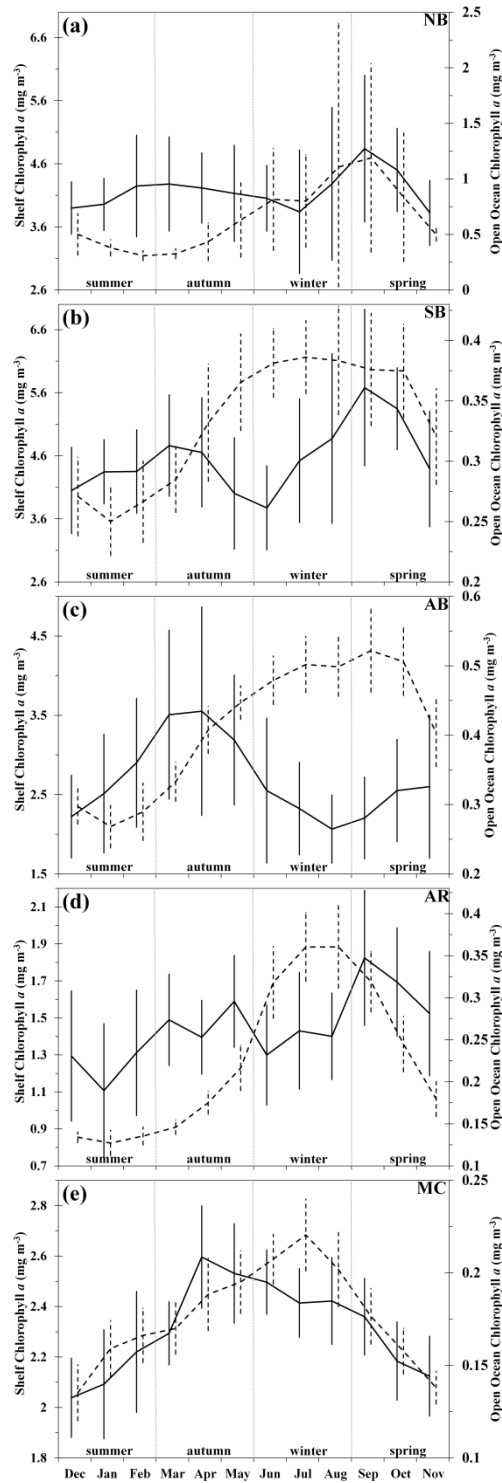 (a) NB
6.6
5.6
4.6
3.6
2.6
2.5
2
1.5
1
0.5
0
Shelf Chlorophyll a (mg m-3)
Open Ocean Chlorophyll a (mg m-3)
summer autumn winter spring
(b) SB
6.6
5.6
4.6
3.6
2.6
0.4
0.35
0.3
0.25
0.2
Shelf Chlorophyll a (mg m-3)
Open Ocean Chlorophyll a (mg m-3)
summer autumn winter spring
(c) AB
4.5
3.5
2.5
1.5
0.6
0.5
0.4
0.3
0.2
Shelf Chlorophyll a (mg m-3)
Open Ocean Chlorophyll a (mg m-3)
summer autumn winter spring
(d) AR
2.1
1.9
1.7
1.5
1.3
1.1
0.9
0.7
0.4
0.35
0.3
0.25
0.2
0.15
0.1
Shelf Chlorophyll a (mg m-3)
Open Ocean Chlorophyll a (mg m-3)
summer autumn winter spring
(e) MC
2.8
2.6
2.4
2.2
2
1.8
0.25
0.2
0.15
0.1
Shelf Chlorophyll a (mg m-3)
Open Ocean Chlorophyll a (mg m-3)
summer autumn winter spring
Dec Jan Feb Mar Apr May Jun Jul Aug Sep Oct Nov